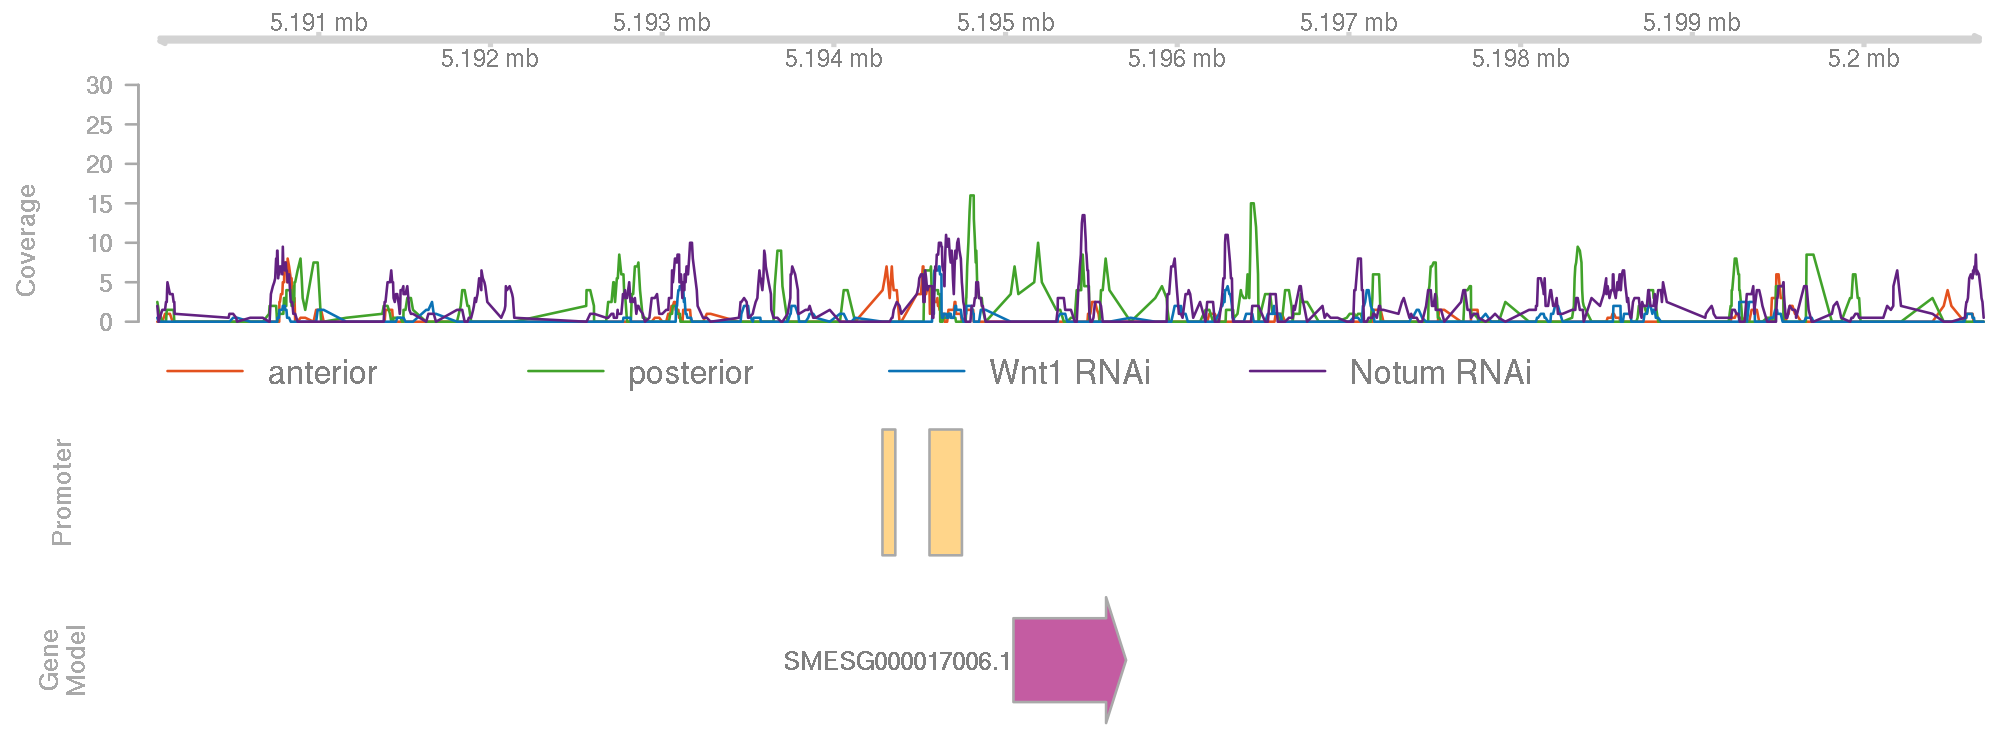 5.191 mb 5.193 mb 5.195 mb 5.197 mb 5.199 mb
5.192 mb 5.194 mb 5.196 mb 5.198 mb 5.2 mb
Coverage
30
25
20
15
10
5
0
anterior posterior Wnt1 RNAi Notum RNAi
Promoter
Gene
Model
SMESG000017006.1